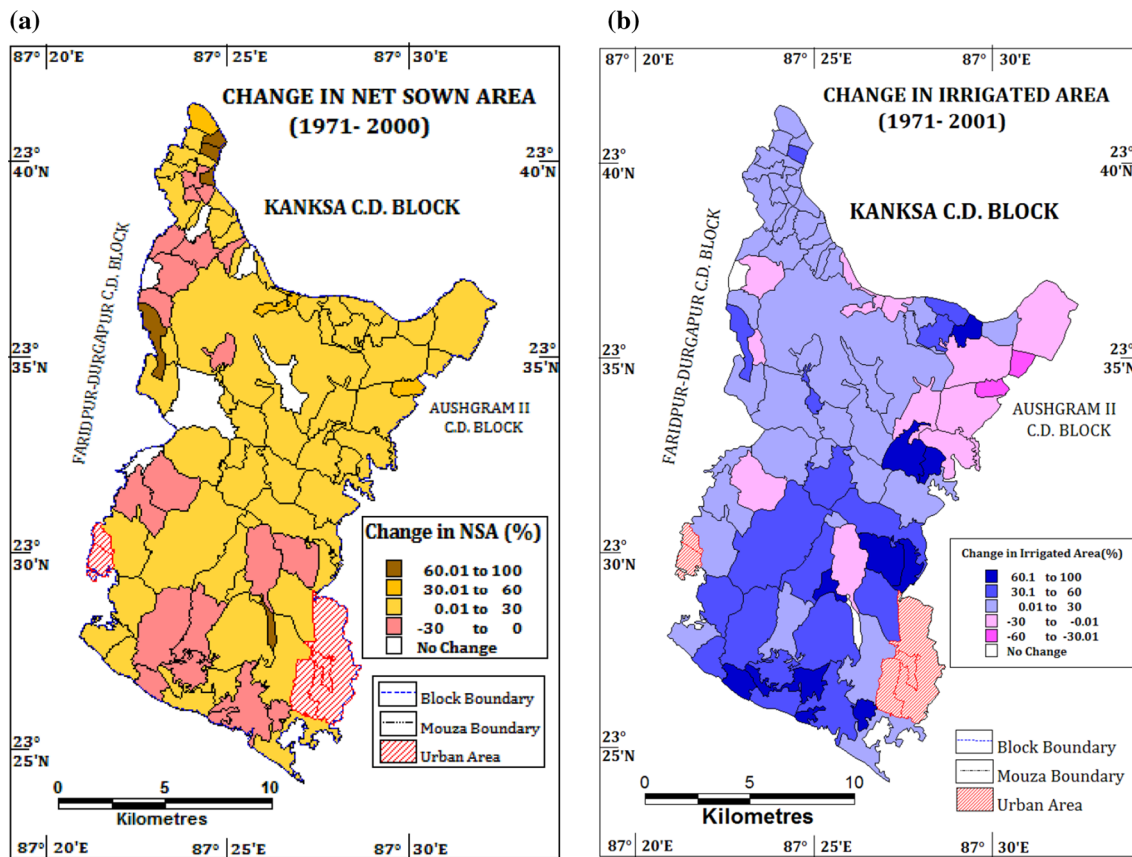 (a)
87° 20'E
87° 25'E
87° 30'E
CHANGE IN NET SOWN AREA
(1971- 2000)
23°
40'N
23°
40'N
KANKSA C.D. BLOCK
FARIDPUR-DURGAPUR C.D. BLOCK
23°
35'N
23°
35'N
AUSHGRAM II
C.D. BLOCK
23°
30'N
Change in NSA (%)
60.01 to 100
30.01 to 60
0.01 to 30
-30 to 0
No Change
Block Boundary
Mouza Boundary
Urban Area
23°
25'N
0 5 10
Kilometres
87° 20'E
87° 25'E
87° 30'E
(b)
87° 20'E
87° 25'E
87° 30'E
CHANGE IN IRRIGATED AREA
(1971- 2001)
23°
40'N
23°
40'N
KANKSA C.D. BLOCK
FARIDPUR-DURGAPUR C.D. BLOCK
23°
35'N
23°
35'N
AUSHGRAM II
C.D. BLOCK
23°
30'N
Change in Irrigated Area(%)
60.1 to 100
30.1 to 60
0.01 to 30
-30 to -0.01
-60 to -30.01
No Change
Block Boundary
Mouza Boundary
Urban Area
23°
25'N
0 5 10
Kilometres
87° 20'E
87° 25'E
87° 30'E